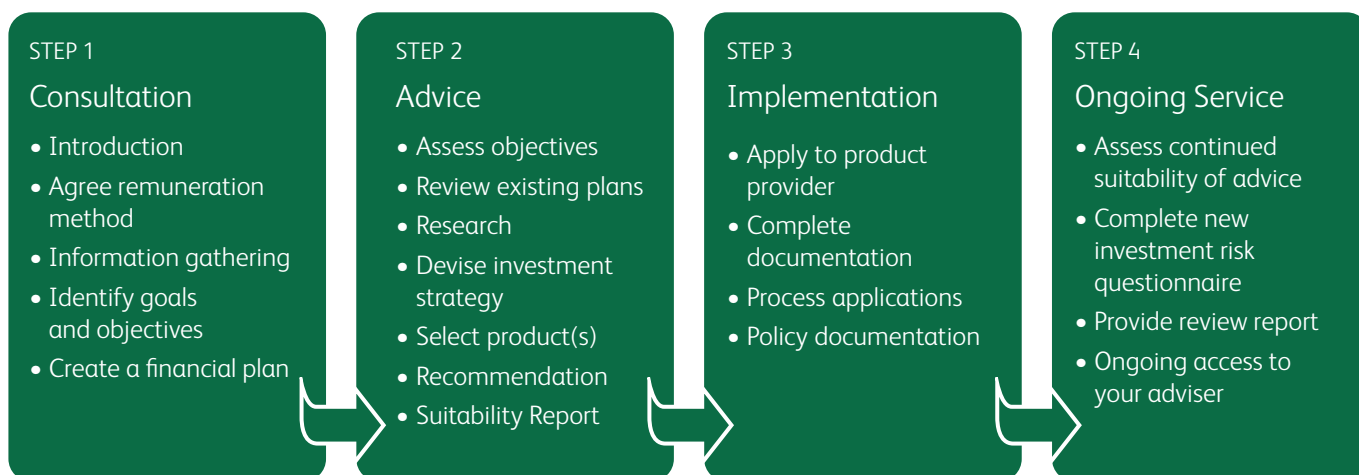 STEP 1
Consultation
• Introduction
• Agree remuneration
method
• Information gathering
• Identify goals
and objectives
• Create a financial plan
STEP 2
Advice
• Assess objectives
• Review existing plans
• Research
• Devise investment
strategy
• Select product(s)
• Recommendation
• Suitability Report
STEP 3
Implementation
• Apply to product
provider
• Complete
documentation
• Process applications
• Policy documentation
STEP 4
Ongoing Service
• Assess continued
suitability of advice
• Complete new
investment risk
questionnaire
• Provide review report
• Ongoing access to
your adviser